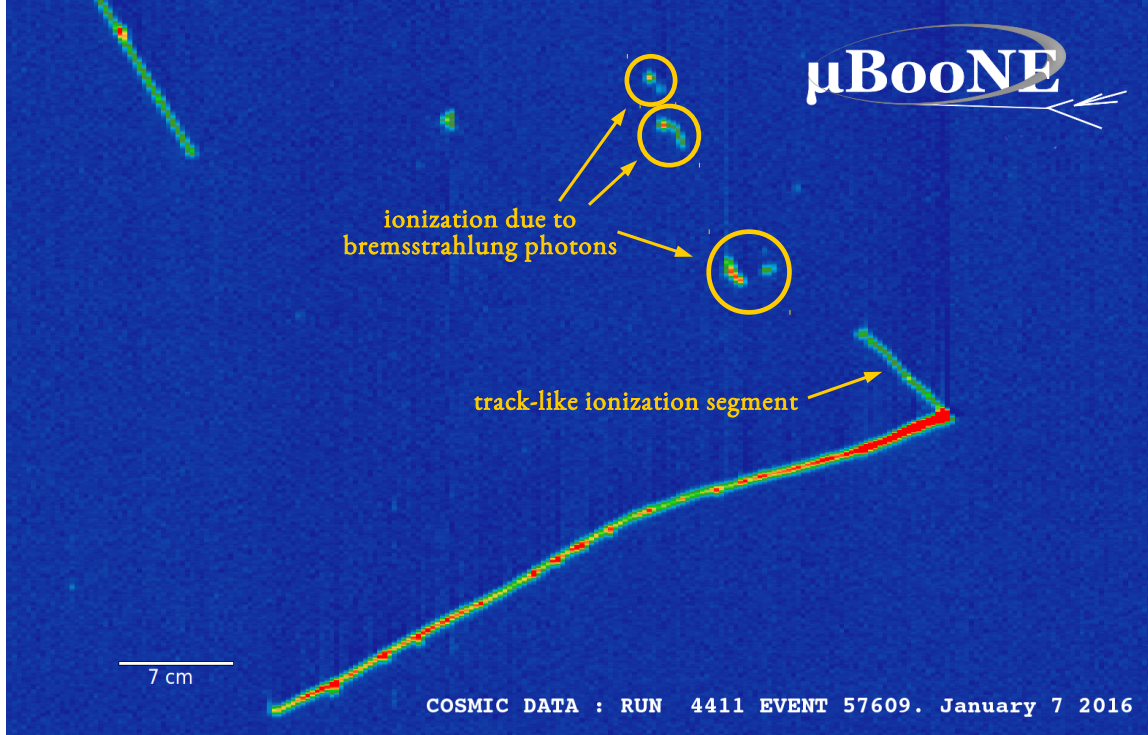 µBooNE
ionization due to
bremsstrahlung photons
track-like ionization segment
7 cm
COSMIC DATA : RUN 4411 EVENT 57609. January 7 2016